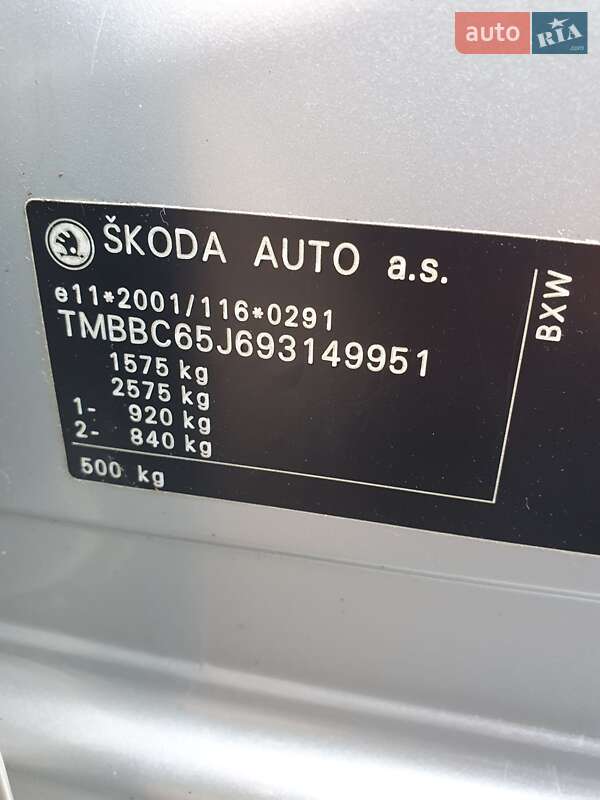 auto RIA.com
ŠKODA AUTO a.s.
e11*2001/116*0291
TMBBC65J693149951
1575 kg
2575 kg
1- 920 kg
2- 840 kg
500 kg
BXW